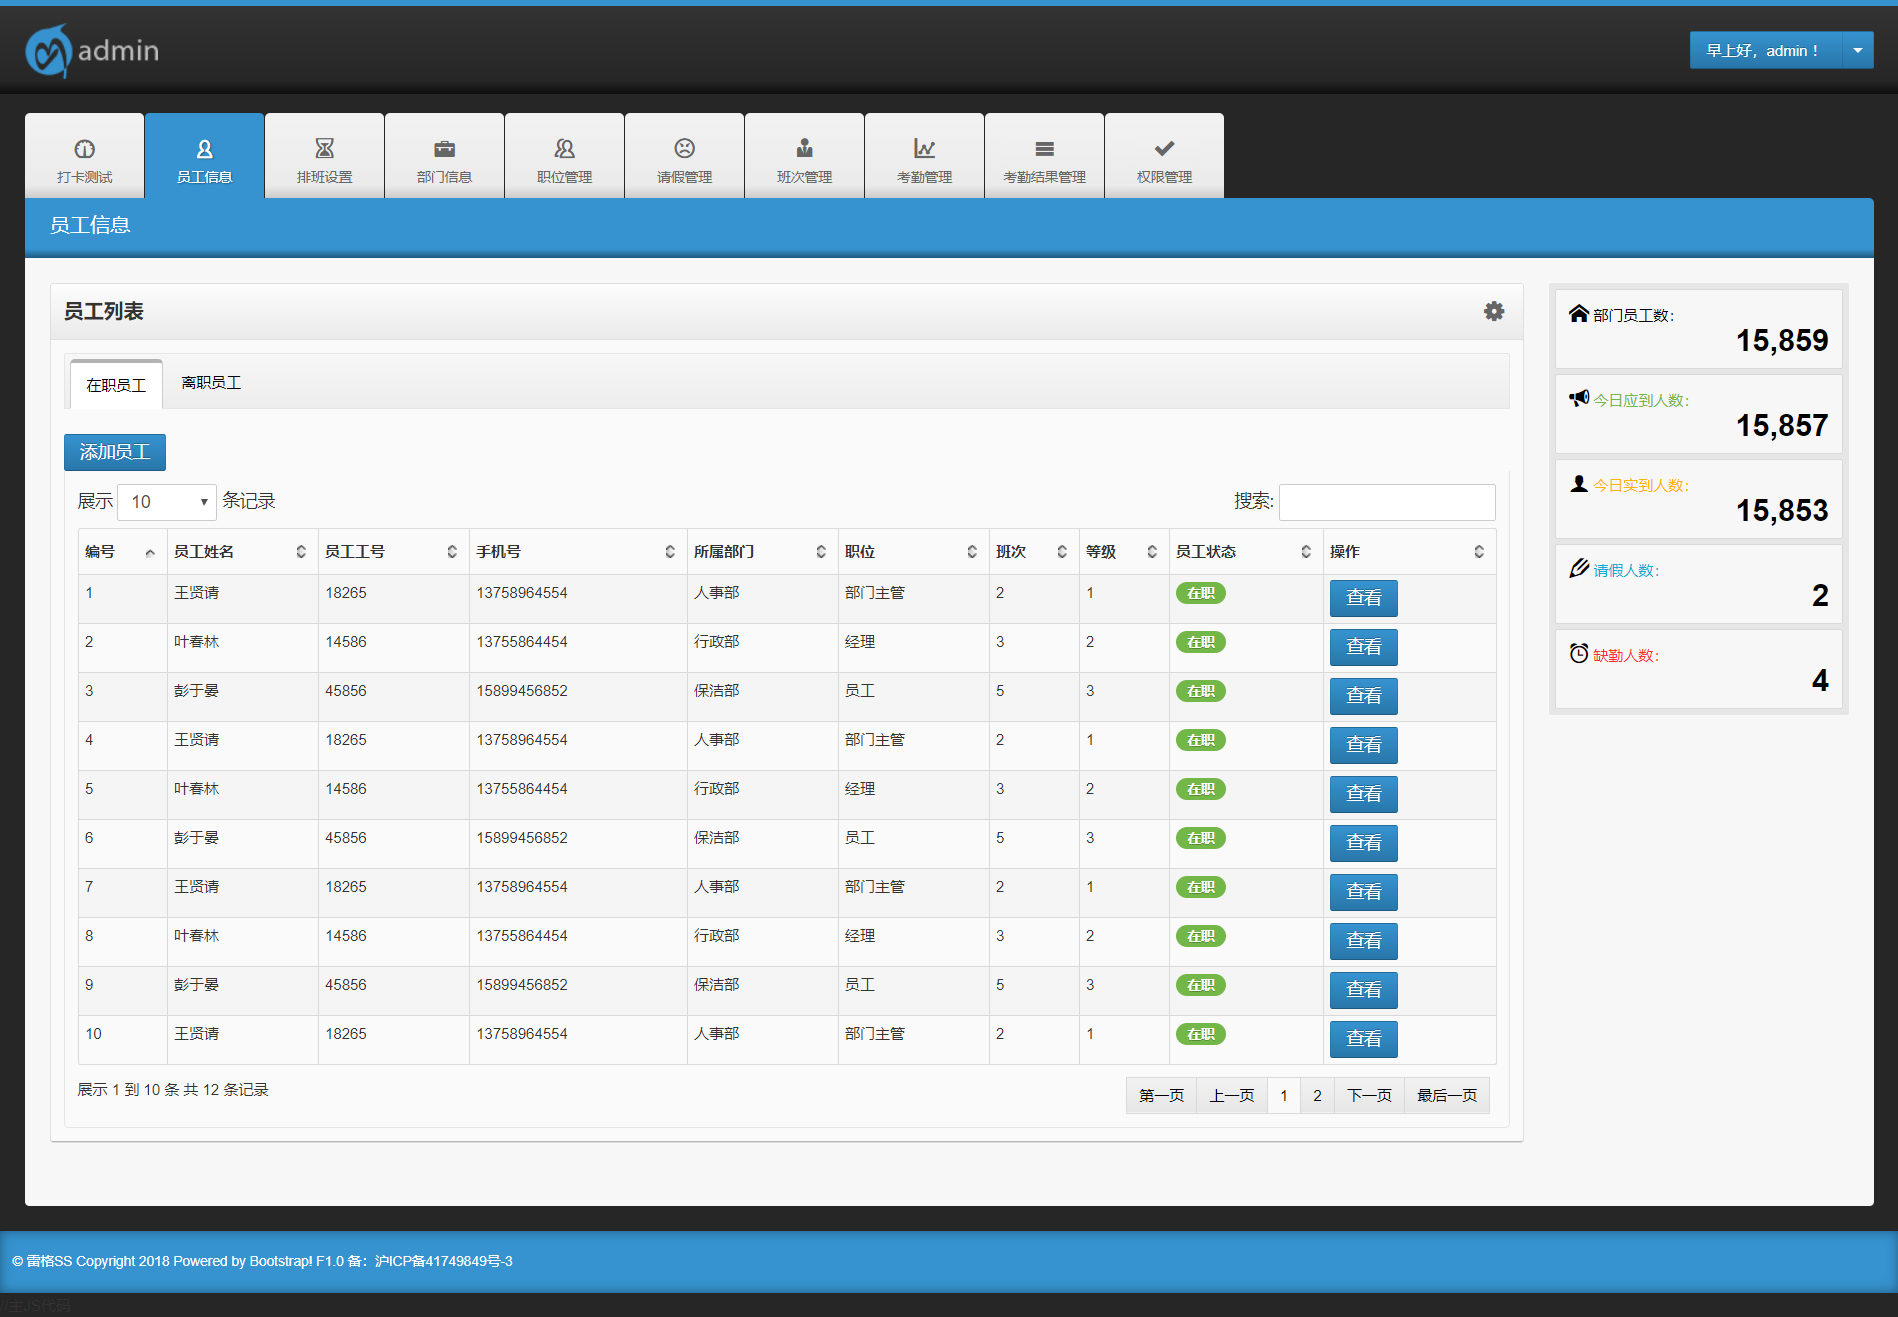 admin
早上好，admin！
打卡测试 员工信息 排班设置 部门信息 职位管理 请假管理 班次管理 考勤管理 考勤结果管理 权限管理
员工信息
员工列表
在职员工 离职员工
添加员工
展示 10 条记录 搜索:
编号 员工姓名 员工工号 手机号 所属部门 职位 班次 等级 员工状态 操作
1 王贤请 18265 13758964554 人事部 部门主管 2 1 在职 查看
2 叶春林 14586 13755864454 行政部 经理 3 2 在职 查看
3 彭于晏 45856 15899456852 保洁部 员工 5 3 在职 查看
4 王贤请 18265 13758964554 人事部 部门主管 2 1 在职 查看
5 叶春林 14586 13755864454 行政部 经理 3 2 在职 查看
6 彭于晏 45856 15899456852 保洁部 员工 5 3 在职 查看
7 王贤请 18265 13758964554 人事部 部门主管 2 1 在职 查看
8 叶春林 14586 13755864454 行政部 经理 3 2 在职 查看
9 彭于晏 45856 15899456852 保洁部 员工 5 3 在职 查看
10 王贤请 18265 13758964554 人事部 部门主管 2 1 在职 查看
展示 1 到 10 条 共 12 条记录
第一页 上一页 1 2 下一页 最后一页
部门员工数：
15,859
今日应到人数：
15,857
今日实到人数：
15,853
请假人数：
2
缺勤人数：
4
© 雷格SS Copyright 2018 Powered by Bootstrap! F1.0 备：沪ICP备41749849号-3
//主JS代码